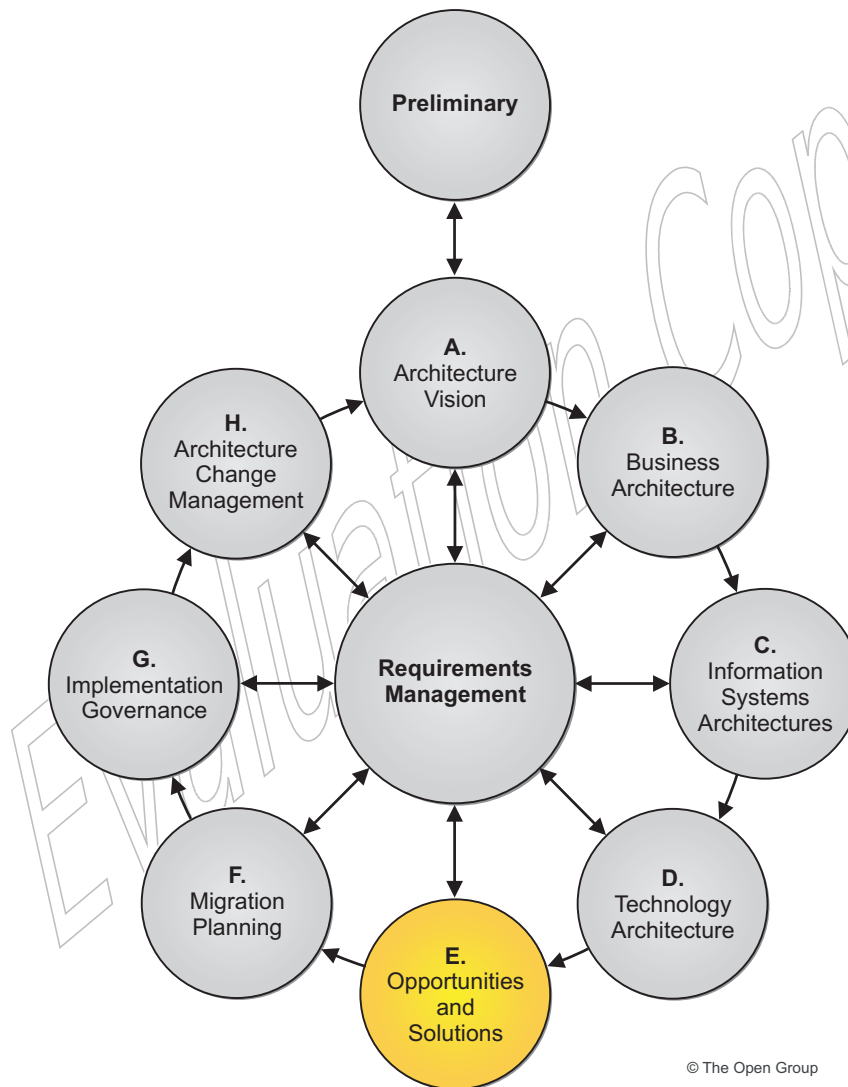 Preliminary
A.
Architecture
Vision
B.
Business
Architecture
C.
Information
Systems
Architectures
D.
Technology
Architecture
E.
Opportunities
and
Solutions
F.
Migration
Planning
G.
Implementation
Governance
H.
Architecture
Change
Management
Requirements
Management
Evaluation Cop
© The Open Group